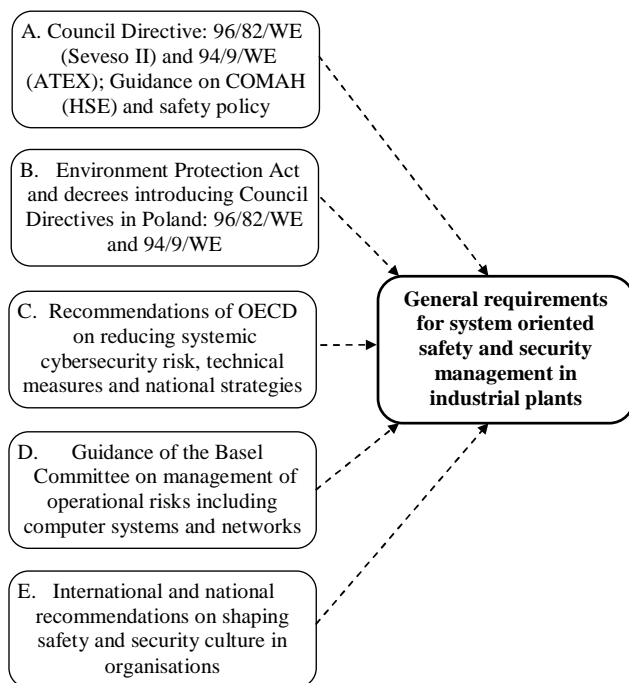 A. Council Directive: 96/82/WE
(Seveso II) and 94/9/WE
(ATEX); Guidance on COMAH
(HSE) and safety policy
B. Environment Protection Act
and decrees introducing Council
Directives in Poland: 96/82/WE
and 94/9/WE
C. Recommendations of OECD
on reducing systemic
cybersecurity risk, technical
measures and national strategies
D. Guidance of the Basel
Committee on management of
operational risks including
computer systems and networks
E. International and national
recommendations on shaping
safety and security culture in
organisations
General requirements
for system oriented
safety and security
management in
industrial plants